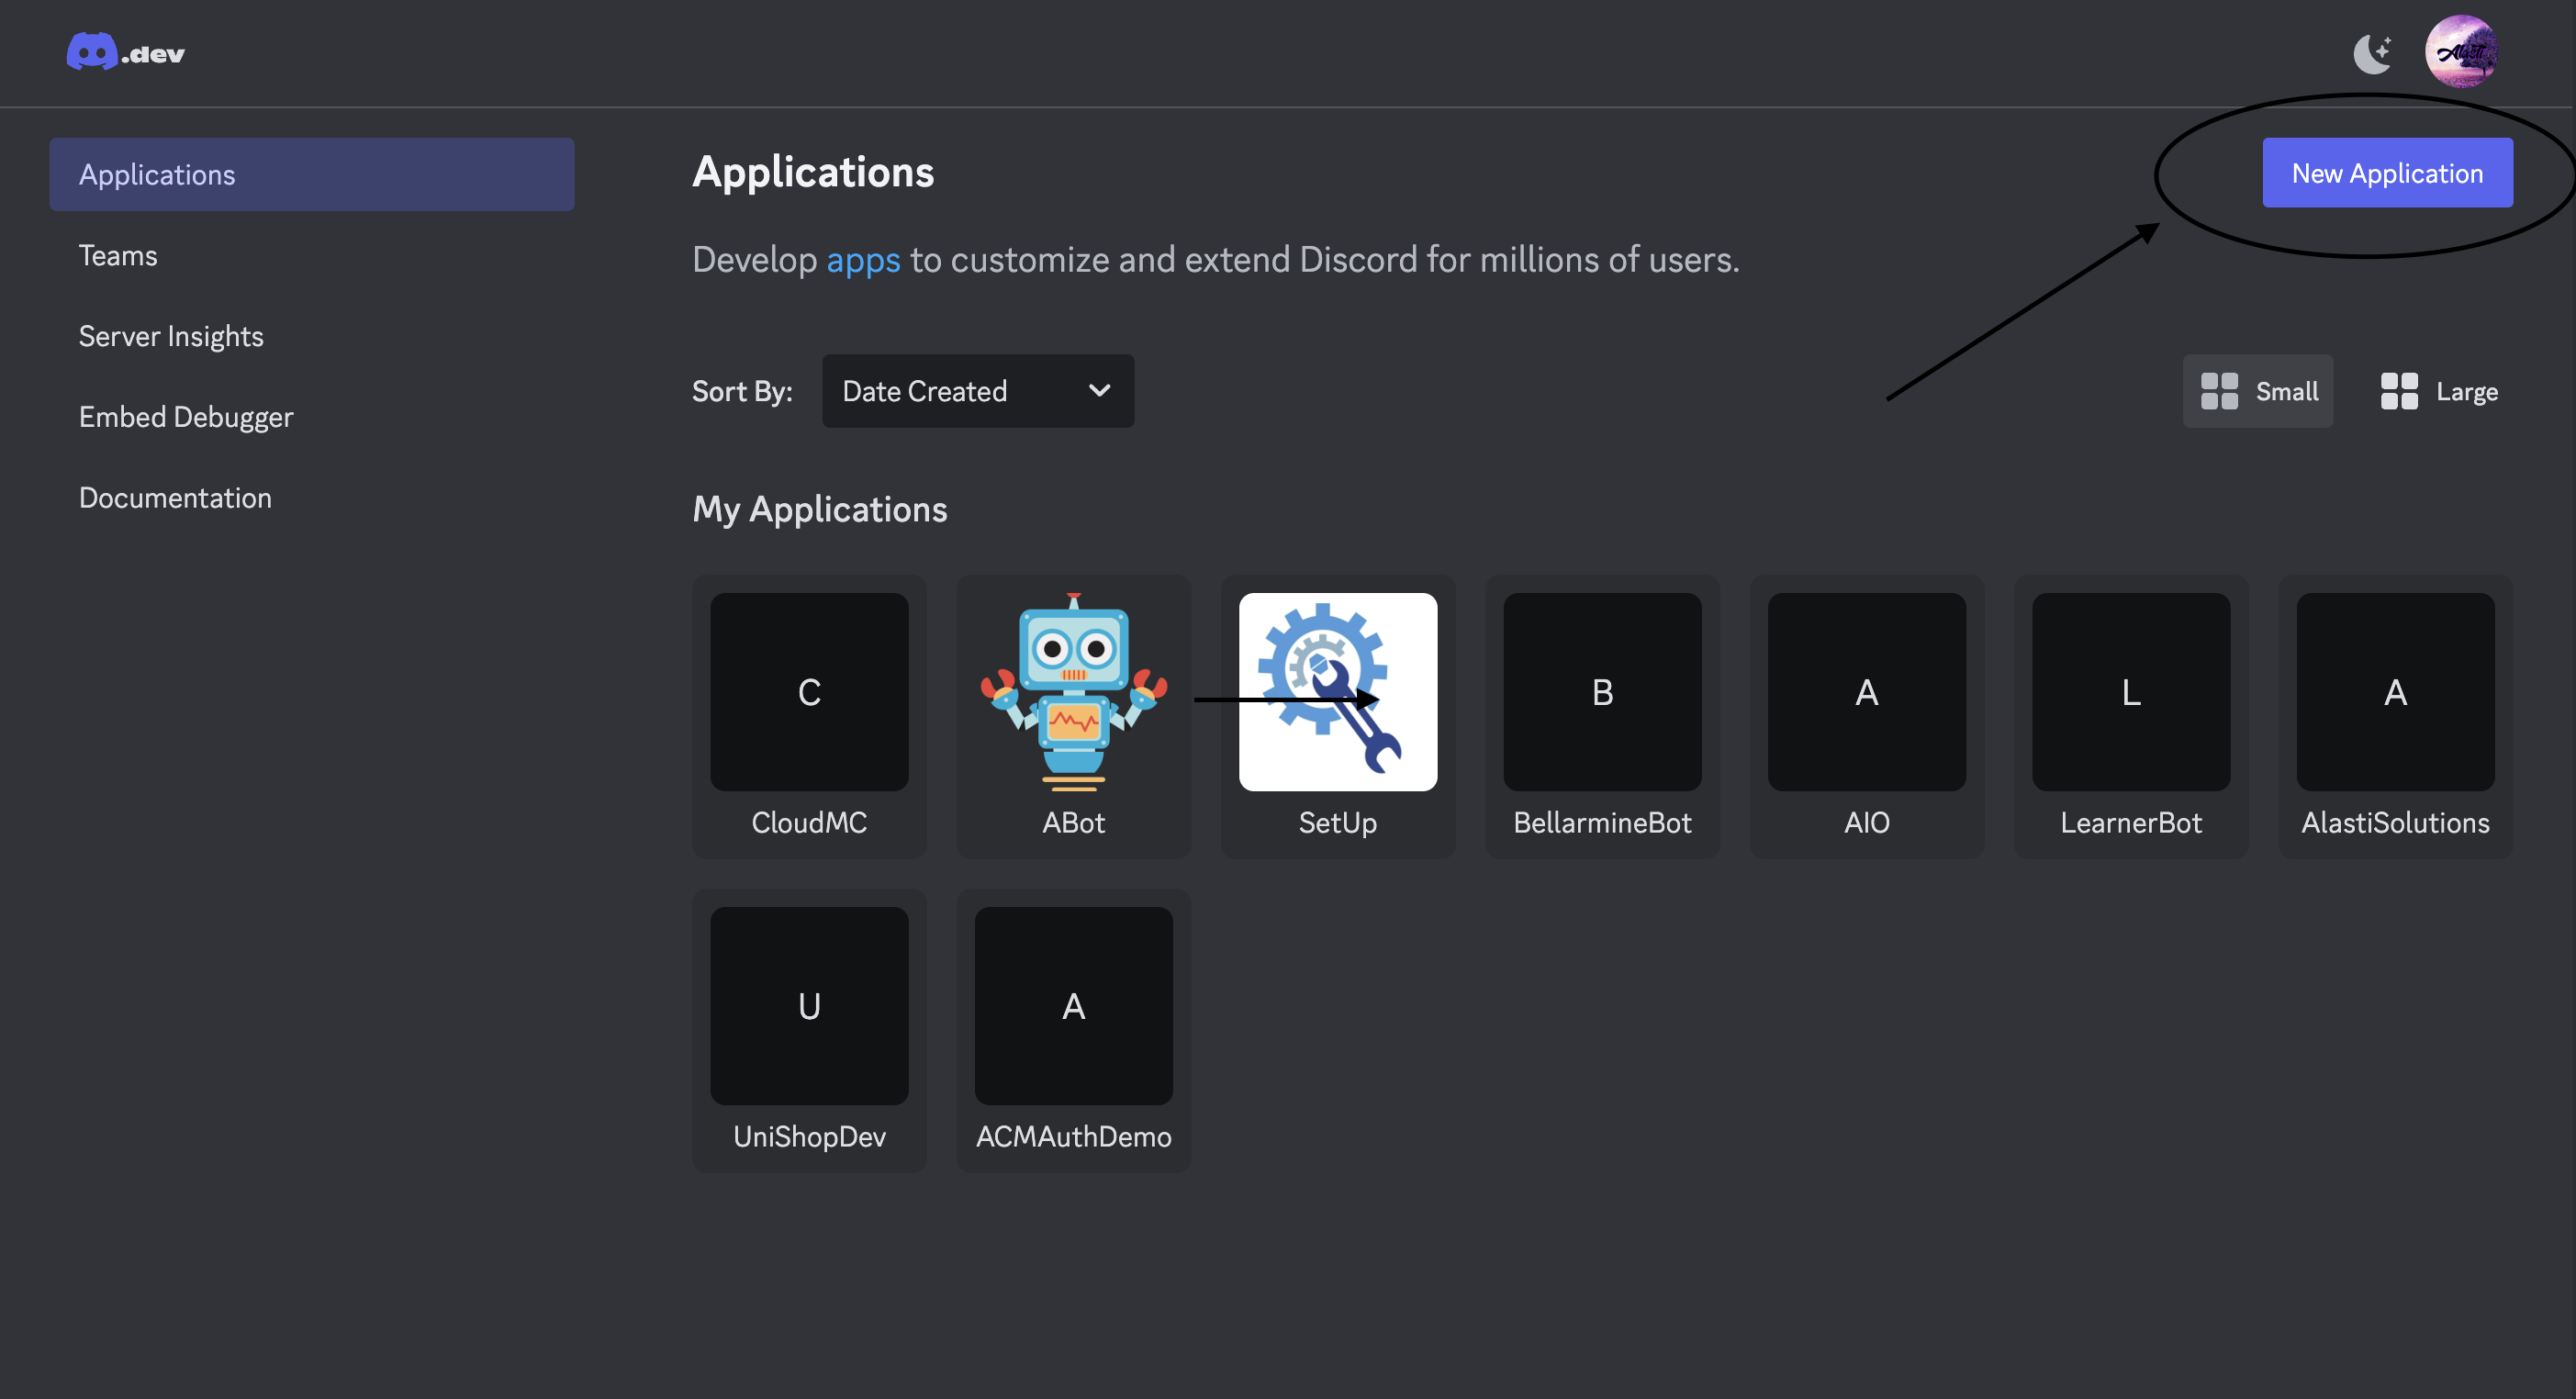 .dev
Alasti
Applications
Teams
Server Insights
Embed Debugger
Documentation
Applications
New Application
Develop apps to customize and extend Discord for millions of users.
Sort By: Date Created
Small Large
My Applications
C B A L A
CloudMC ABot SetUp BellarmineBot AIO LearnerBot AlastiSolutions
U A
UniShopDev ACMAuthDemo